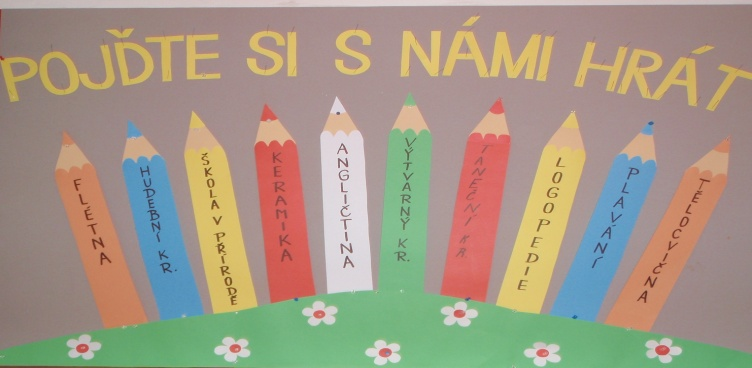 POJĎTE SI S NÁMI HRÁT
FLÉTNA
HUDEBNÍ KR.
ŠKOLA V PŘÍRODĚ
KERAMIKA
ANGLIČTINA
VÝTVARNÝ KR.
TANEČNÍ KR
LOGOPEDIE
PLAVÁNÍ
TĚLOCVIČNA